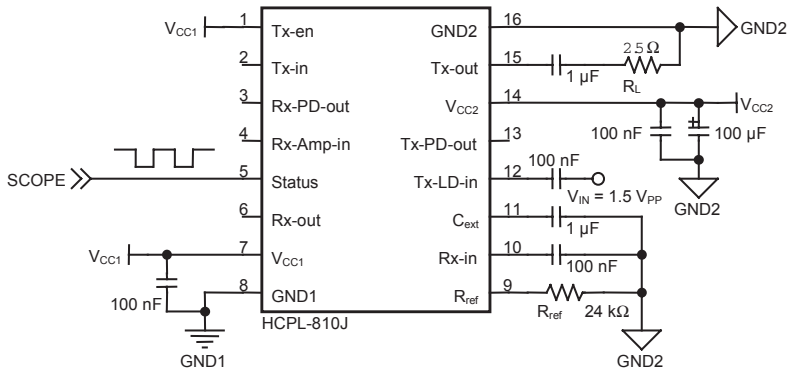 VCC1 1 Tx-en GND2 16 GND2
2 Tx-in Tx-out 15 1 µF 25Ω RL
3 Rx-PD-out VCC2 14 VCC2
4 Rx-Amp-in Tx-PD-out 13 100 nF + 100 µF
SCOPE 5 Status Tx-LD-in 12 100 nF VIN = 1.5 VPP GND2
6 Rx-out Cext 11 1 µF
VCC1 7 VCC1 Rx-in 10 100 nF
100 nF 8 GND1 Rref 9 Rref 24 kΩ
HCPL-810J
GND1 GND2